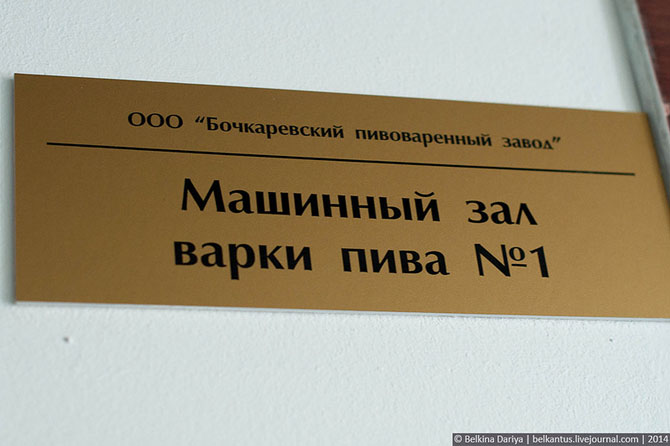 ООО “Бочкаревский пивоваренный завод”
Машинный зал
варки пива №1
© Belkina Dariya | belkantus.livejournal.com | 2014